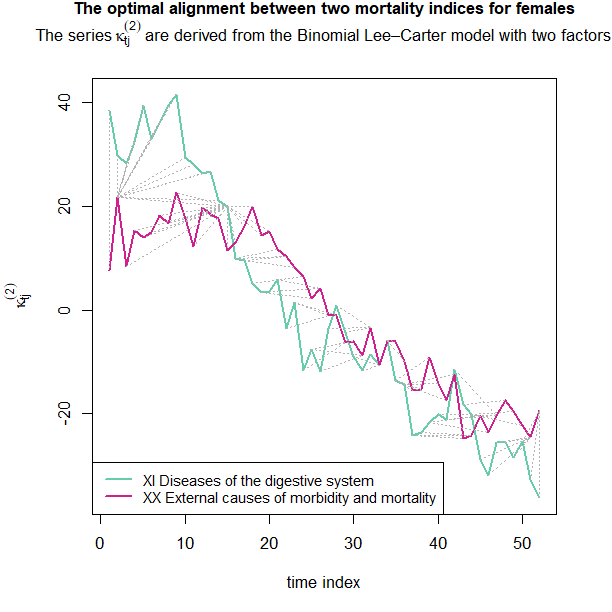 The optimal alignment between two mortality indices for females
The series κ_tj^(2) are derived from the Binomial Lee–Carter model with two factors
40
20
0
-20
κ_tj^(2)
XI Diseases of the digestive system
XX External causes of morbidity and mortality
0 10 20 30 40 50
time index